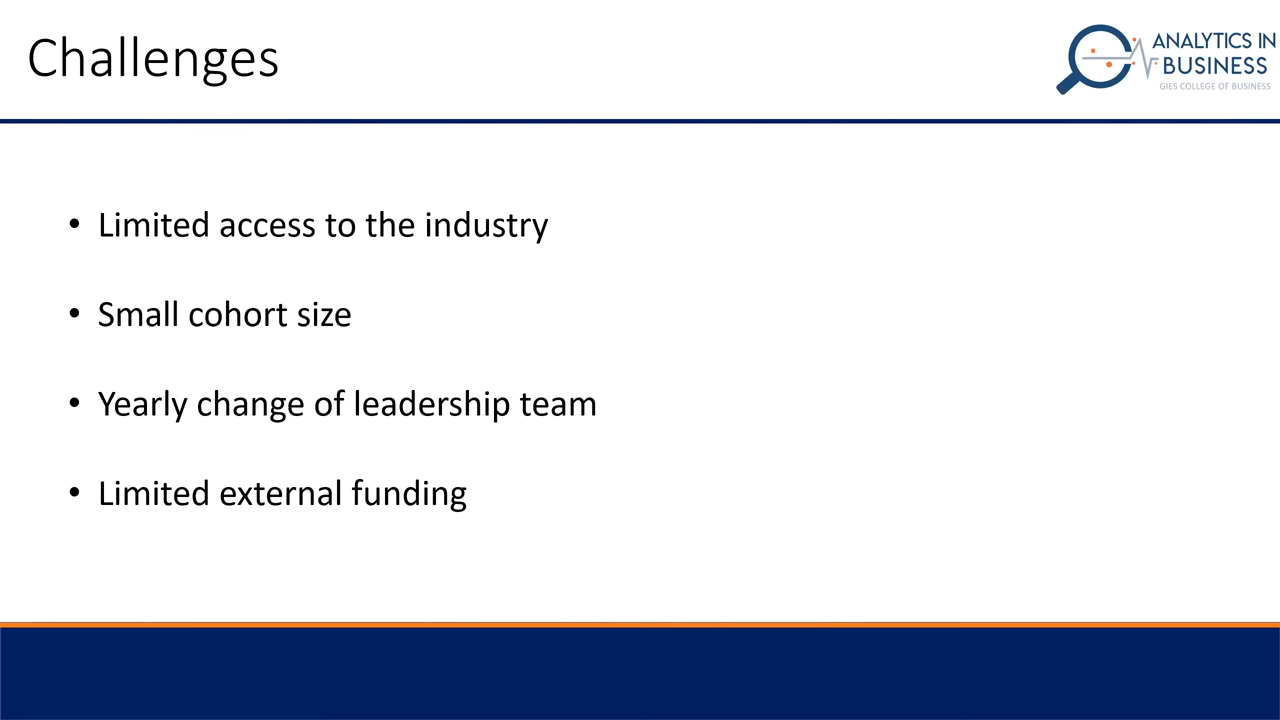 Challenges
ANALYTICS IN
BUSINESS
GIES COLLEGE OF BUSINESS
• Limited access to the industry
• Small cohort size
• Yearly change of leadership team
• Limited external funding